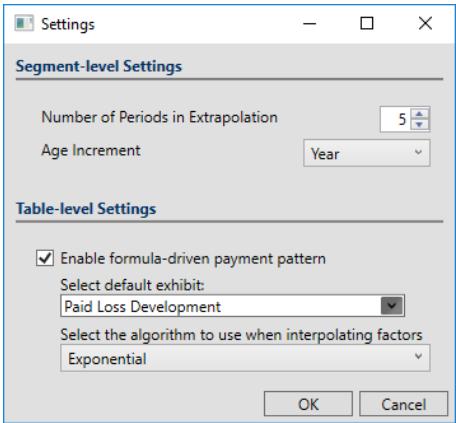 Settings
Segment-level Settings
Number of Periods in Extrapolation 5
Age Increment Year
Table-level Settings
Enable formula-driven payment pattern
Select default exhibit:
Paid Loss Development
Select the algorithm to use when interpolating factors
Exponential
OK Cancel